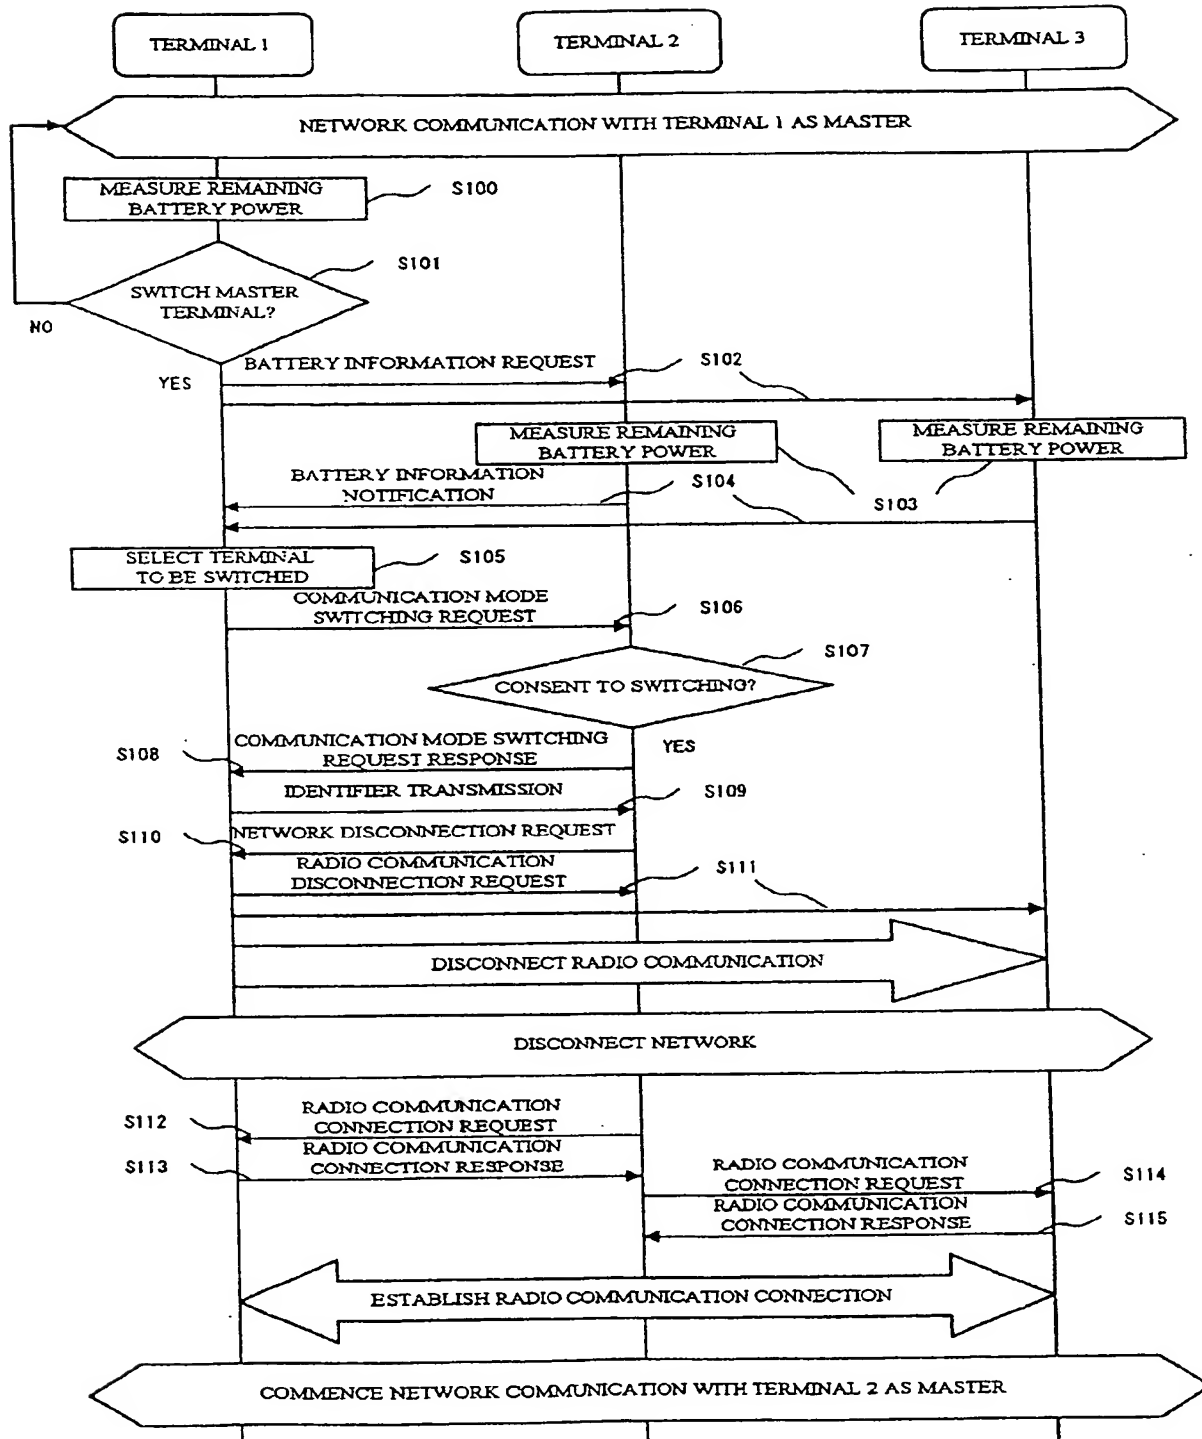 TERMINAL 1
TERMINAL 2
TERMINAL 3
NETWORK COMMUNICATION WITH TERMINAL 1 AS MASTER
MEASURE REMAINING
BATTERY POWER
S100
S101
SWITCH MASTER
TERMINAL?
NO
YES
BATTERY INFORMATION REQUEST
S102
MEASURE REMAINING
BATTERY POWER
MEASURE REMAINING
BATTERY POWER
S103
BATTERY INFORMATION
NOTIFICATION
S104
SELECT TERMINAL
TO BE SWITCHED
S105
COMMUNICATION MODE
SWITCHING REQUEST
S106
S107
CONSENT TO SWITCHING?
YES
S108
COMMUNICATION MODE SWITCHING
REQUEST RESPONSE
IDENTIFIER TRANSMISSION
S109
S110
NETWORK DISCONNECTION REQUEST
RADIO COMMUNICATION
DISCONNECTION REQUEST
S111
DISCONNECT RADIO COMMUNICATION
DISCONNECT NETWORK
S112
RADIO COMMUNICATION
CONNECTION REQUEST
S113
RADIO COMMUNICATION
CONNECTION RESPONSE
RADIO COMMUNICATION
CONNECTION REQUEST
S114
RADIO COMMUNICATION
CONNECTION RESPONSE
S115
ESTABLISH RADIO COMMUNICATION CONNECTION
COMMENCE NETWORK COMMUNICATION WITH TERMINAL 2 AS MASTER